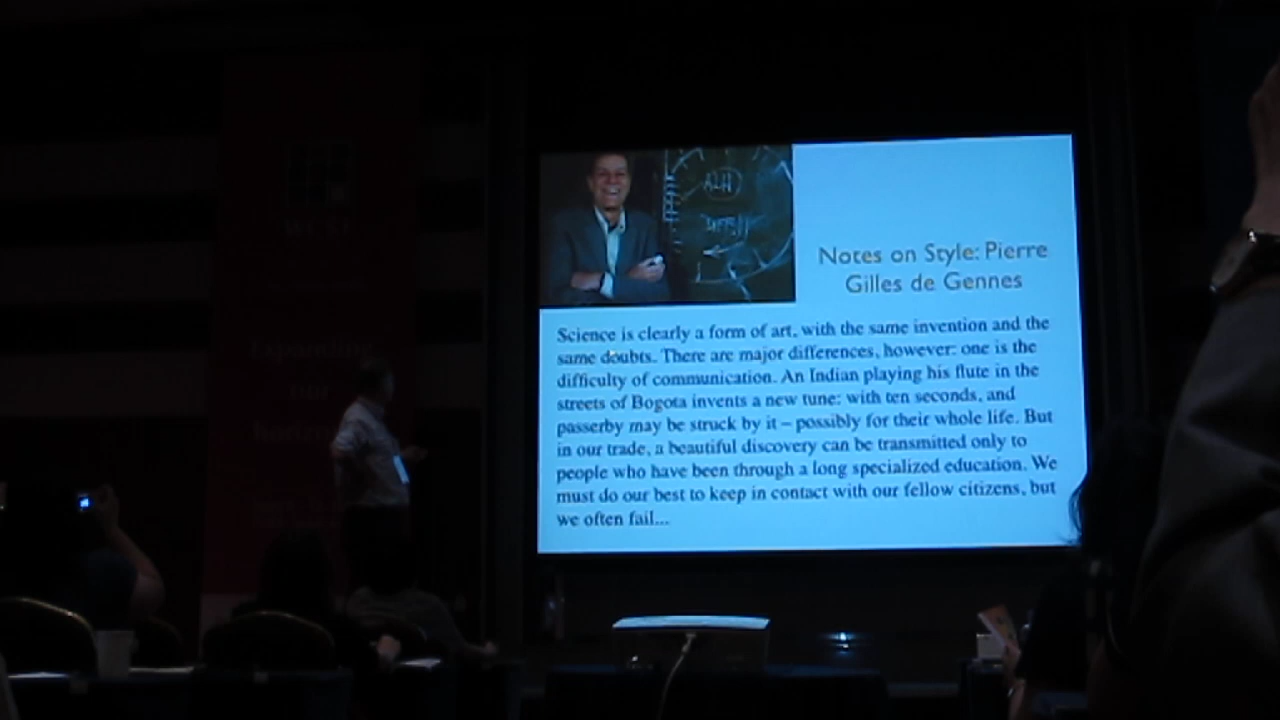 Notes on Style: Pierre
Gilles de Gennes
Science is clearly a form of art, with the same invention and the
same doubts. There are major differences, however: one is the
difficulty of communication. An Indian playing his flute in the
streets of Bogota invents a new tune: with ten seconds, and
passerby may be struck by it – possibly for their whole life. But
in our trade, a beautiful discovery can be transmitted only to
people who have been through a long specialized education. We
must do our best to keep in contact with our fellow citizens, but
we often fail...